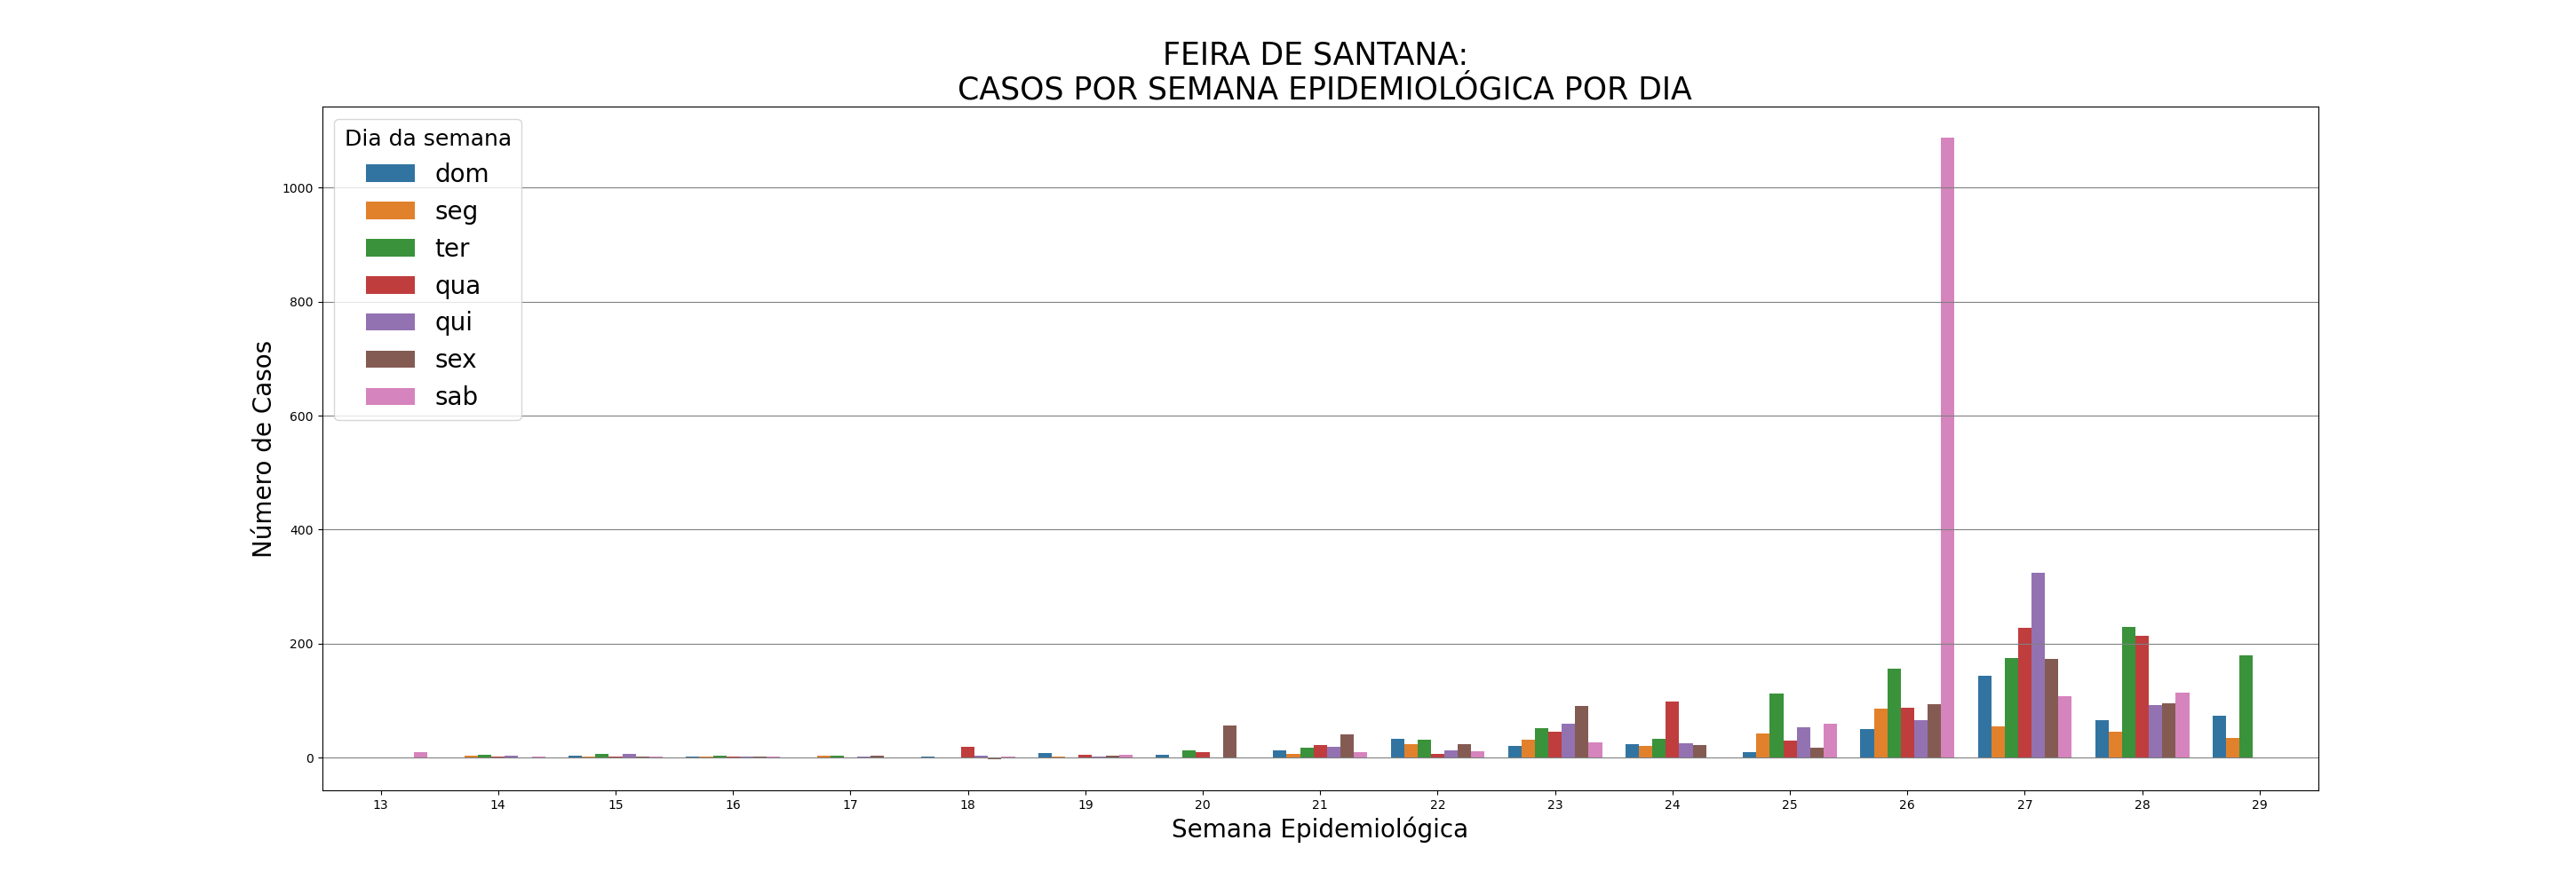 FEIRA DE SANTANA:
CASOS POR SEMANA EPIDEMIOLÓGICA POR DIA
Dia da semana
dom
seg
ter
qua
qui
sex
sab
Número de Casos
1000
800
600
400
200
0
13 14 15 16 17 18 19 20 21 22 23 24 25 26 27 28 29
Semana Epidemiológica